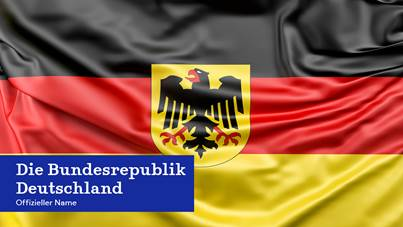 Die Bundesrepublik
Deutschland
Offizieller Name